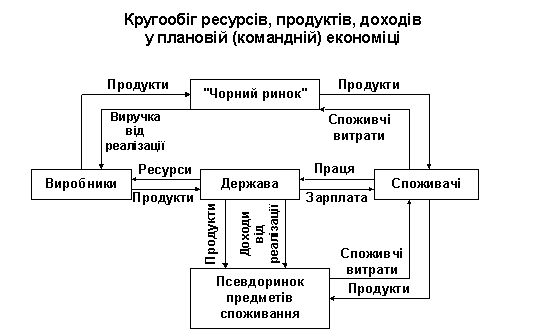 Кругообіг ресурсів, продуктів, доходів
у плановій (командній) економіці
Продукти
"Чорний ринок"
Продукти
Виручка
від
реалізації
Споживчі
витрати
Виробники
Ресурси
Продукти
Держава
Праця
Зарплата
Споживачі
Продукти
Доходи
від
реалізації
Споживчі
витрати
Псевдоринок
предметів
споживання
Продукти